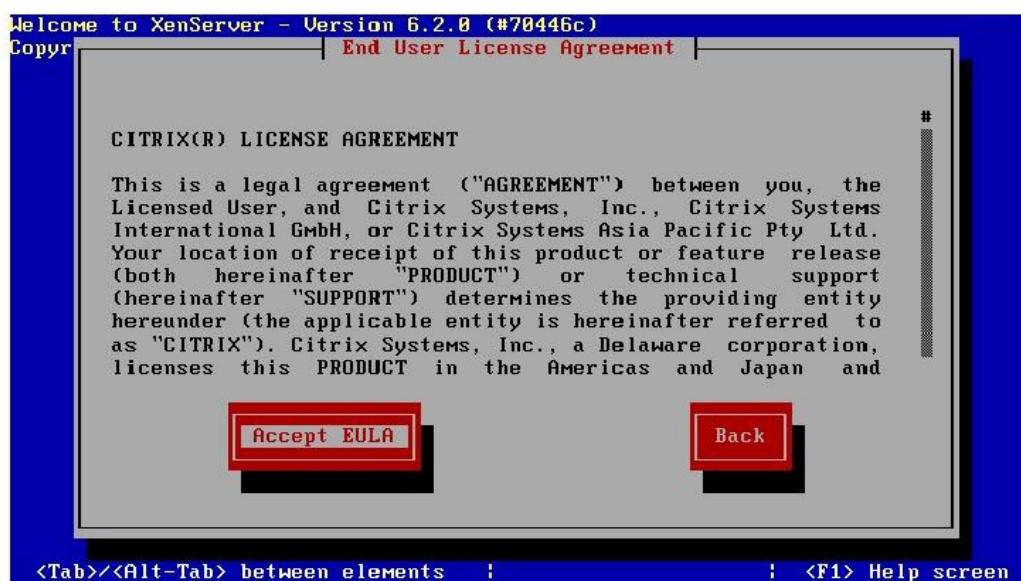 Welcome to XenServer - Version 6.2.0 (#70446c)
Copyr
End User License Agreement
#
CITRIX(R) LICENSE AGREEMENT
This is a legal agreement ("AGREEMENT") between you, the
Licensed User, and Citrix Systems, Inc., Citrix Systems
International GmbH, or Citrix Systems Asia Pacific Pty Ltd.
Your location of receipt of this product or feature release
(both hereinafter "PRODUCT") or technical support
(hereinafter "SUPPORT") determines the providing entity
hereunder (the applicable entity is hereinafter referred to
as "CITRIX"). Citrix Systems, Inc., a Delaware corporation,
licenses this PRODUCT in the Americas and Japan and
Accept EULA
Back
<Tab>/<Alt-Tab> between elements | | <F1> Help screen